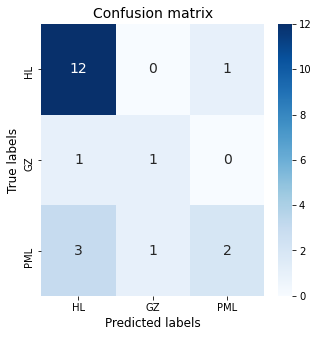 Confusion matrix
True labels
HL
12
0
1
GZ
1
1
0
PML
3
1
2
HL
GZ
PML
Predicted labels
12
10
8
6
4
2
0